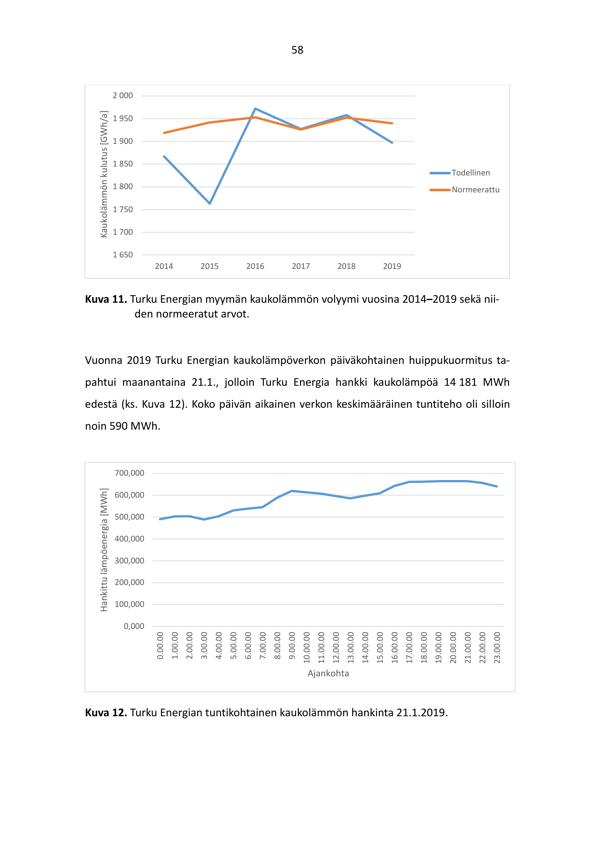 58
2 000
1 950
1 900
1 850
1 800
1 750
1 700
1 650
Kaukolämmön kulutus [GWh/a]
2014 2015 2016 2017 2018 2019
Todellinen
Normeerattu
Kuva 11. Turku Energian myymän kaukolämmön volyymi vuosina 2014–2019 sekä nii-
den normeeratut arvot.
Vuonna 2019 Turku Energian kaukolämpöverkon päiväkohtainen huippukuormitus ta-
pahtui maanantaina 21.1., jolloin Turku Energia hankki kaukolämpöä 14 181 MWh
edestä (ks. Kuva 12). Koko päivän aikainen verkon keskimääräinen tuntiteho oli silloin
noin 590 MWh.
700,000
600,000
500,000
400,000
300,000
200,000
100,000
0,000
Hankittu lämpöenergia [MWh]
0.00.00 1.00.00 2.00.00 3.00.00 4.00.00 5.00.00 6.00.00 7.00.00 8.00.00 9.00.00 10.00.00 11.00.00 12.00.00 13.00.00 14.00.00 15.00.00 16.00.00 17.00.00 18.00.00 19.00.00 20.00.00 21.00.00 22.00.00 23.00.00
Ajankohta
Kuva 12. Turku Energian tuntikohtainen kaukolämmön hankinta 21.1.2019.